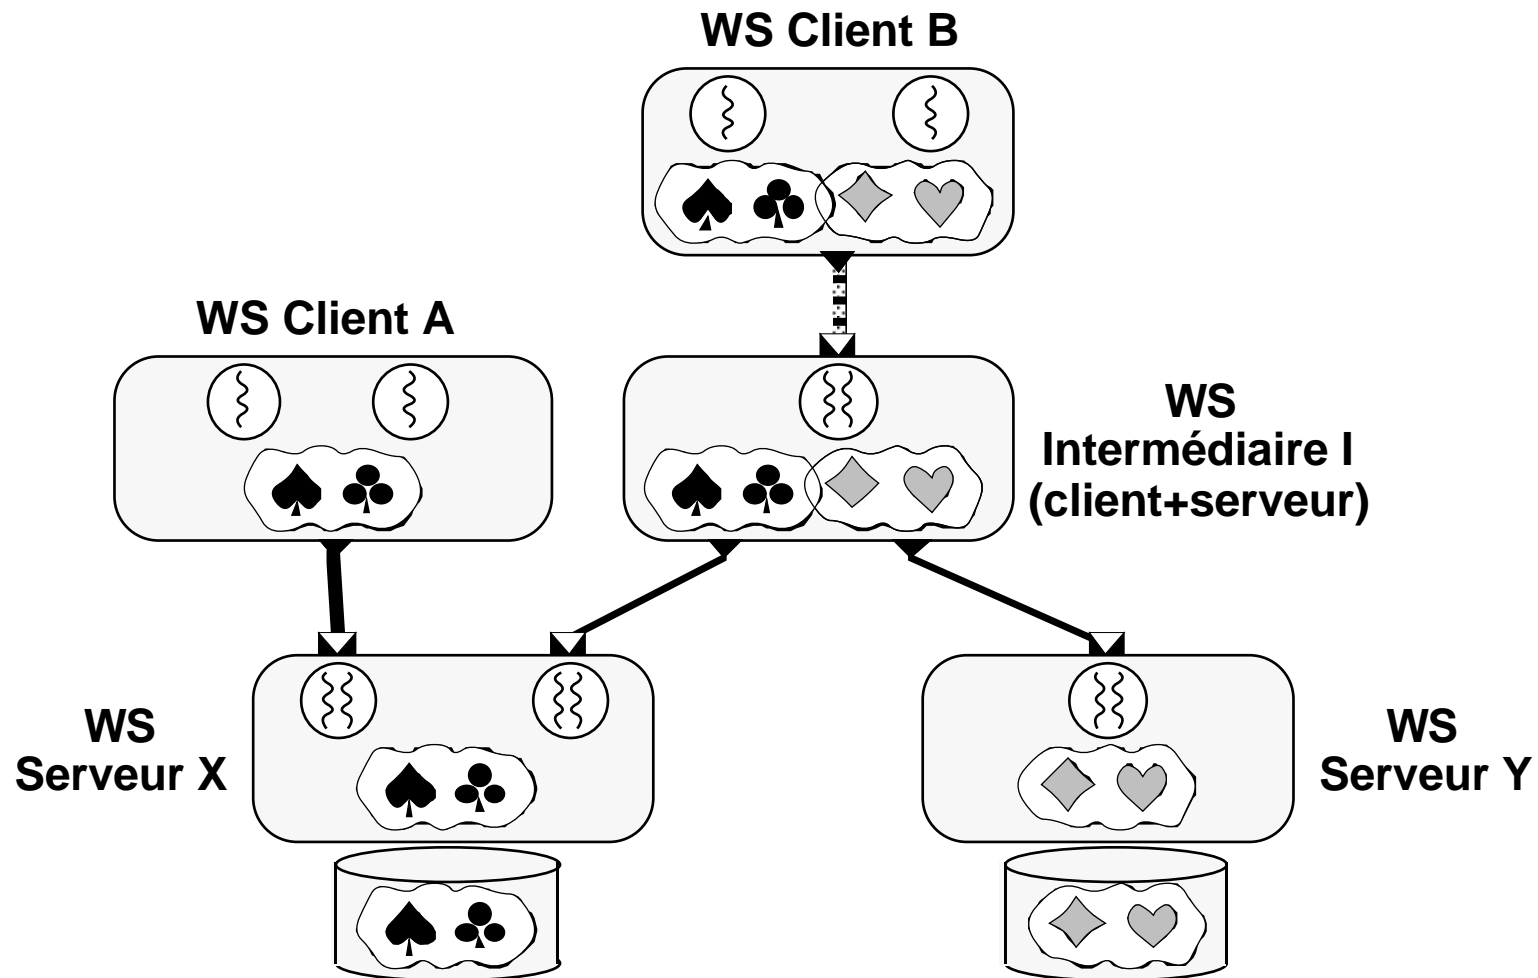 WS Client B
WS Client A
WS
Intermédiaire I
(client+serveur)
WS
Serveur X
WS
Serveur Y